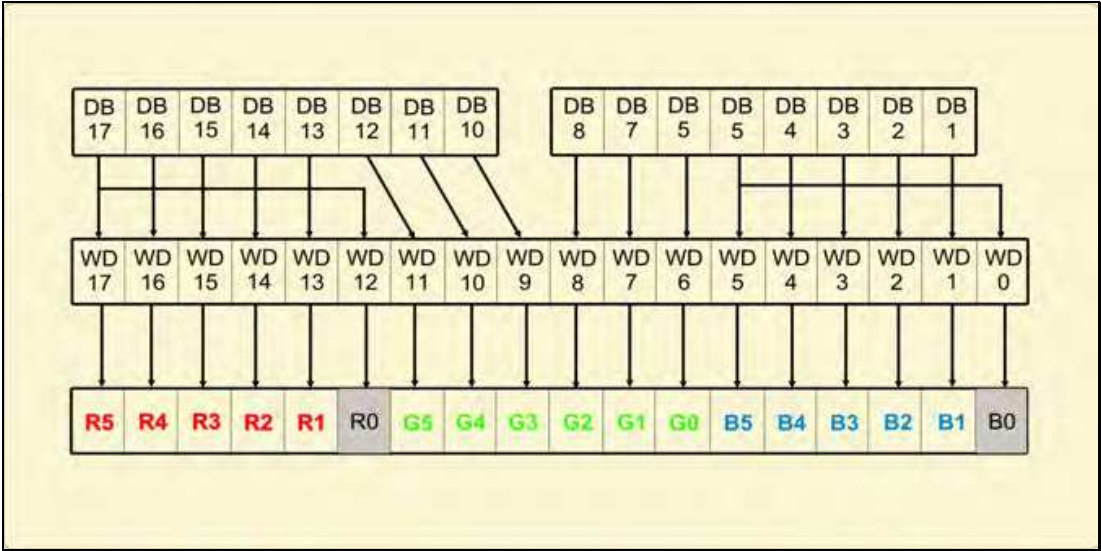 DB DB DB DB DB DB DB DB DB DB DB DB DB DB DB DB
17 16 15 14 13 12 11 10 8 7 5 5 4 3 2 1
WD WD WD WD WD WD WD WD WD WD WD WD WD WD WD WD WD WD
17 16 15 14 13 12 11 10 9 8 7 6 5 4 3 2 1 0
R5 R4 R3 R2 R1 R0 G5 G4 G3 G2 G1 G0 B5 B4 B3 B2 B1 B0